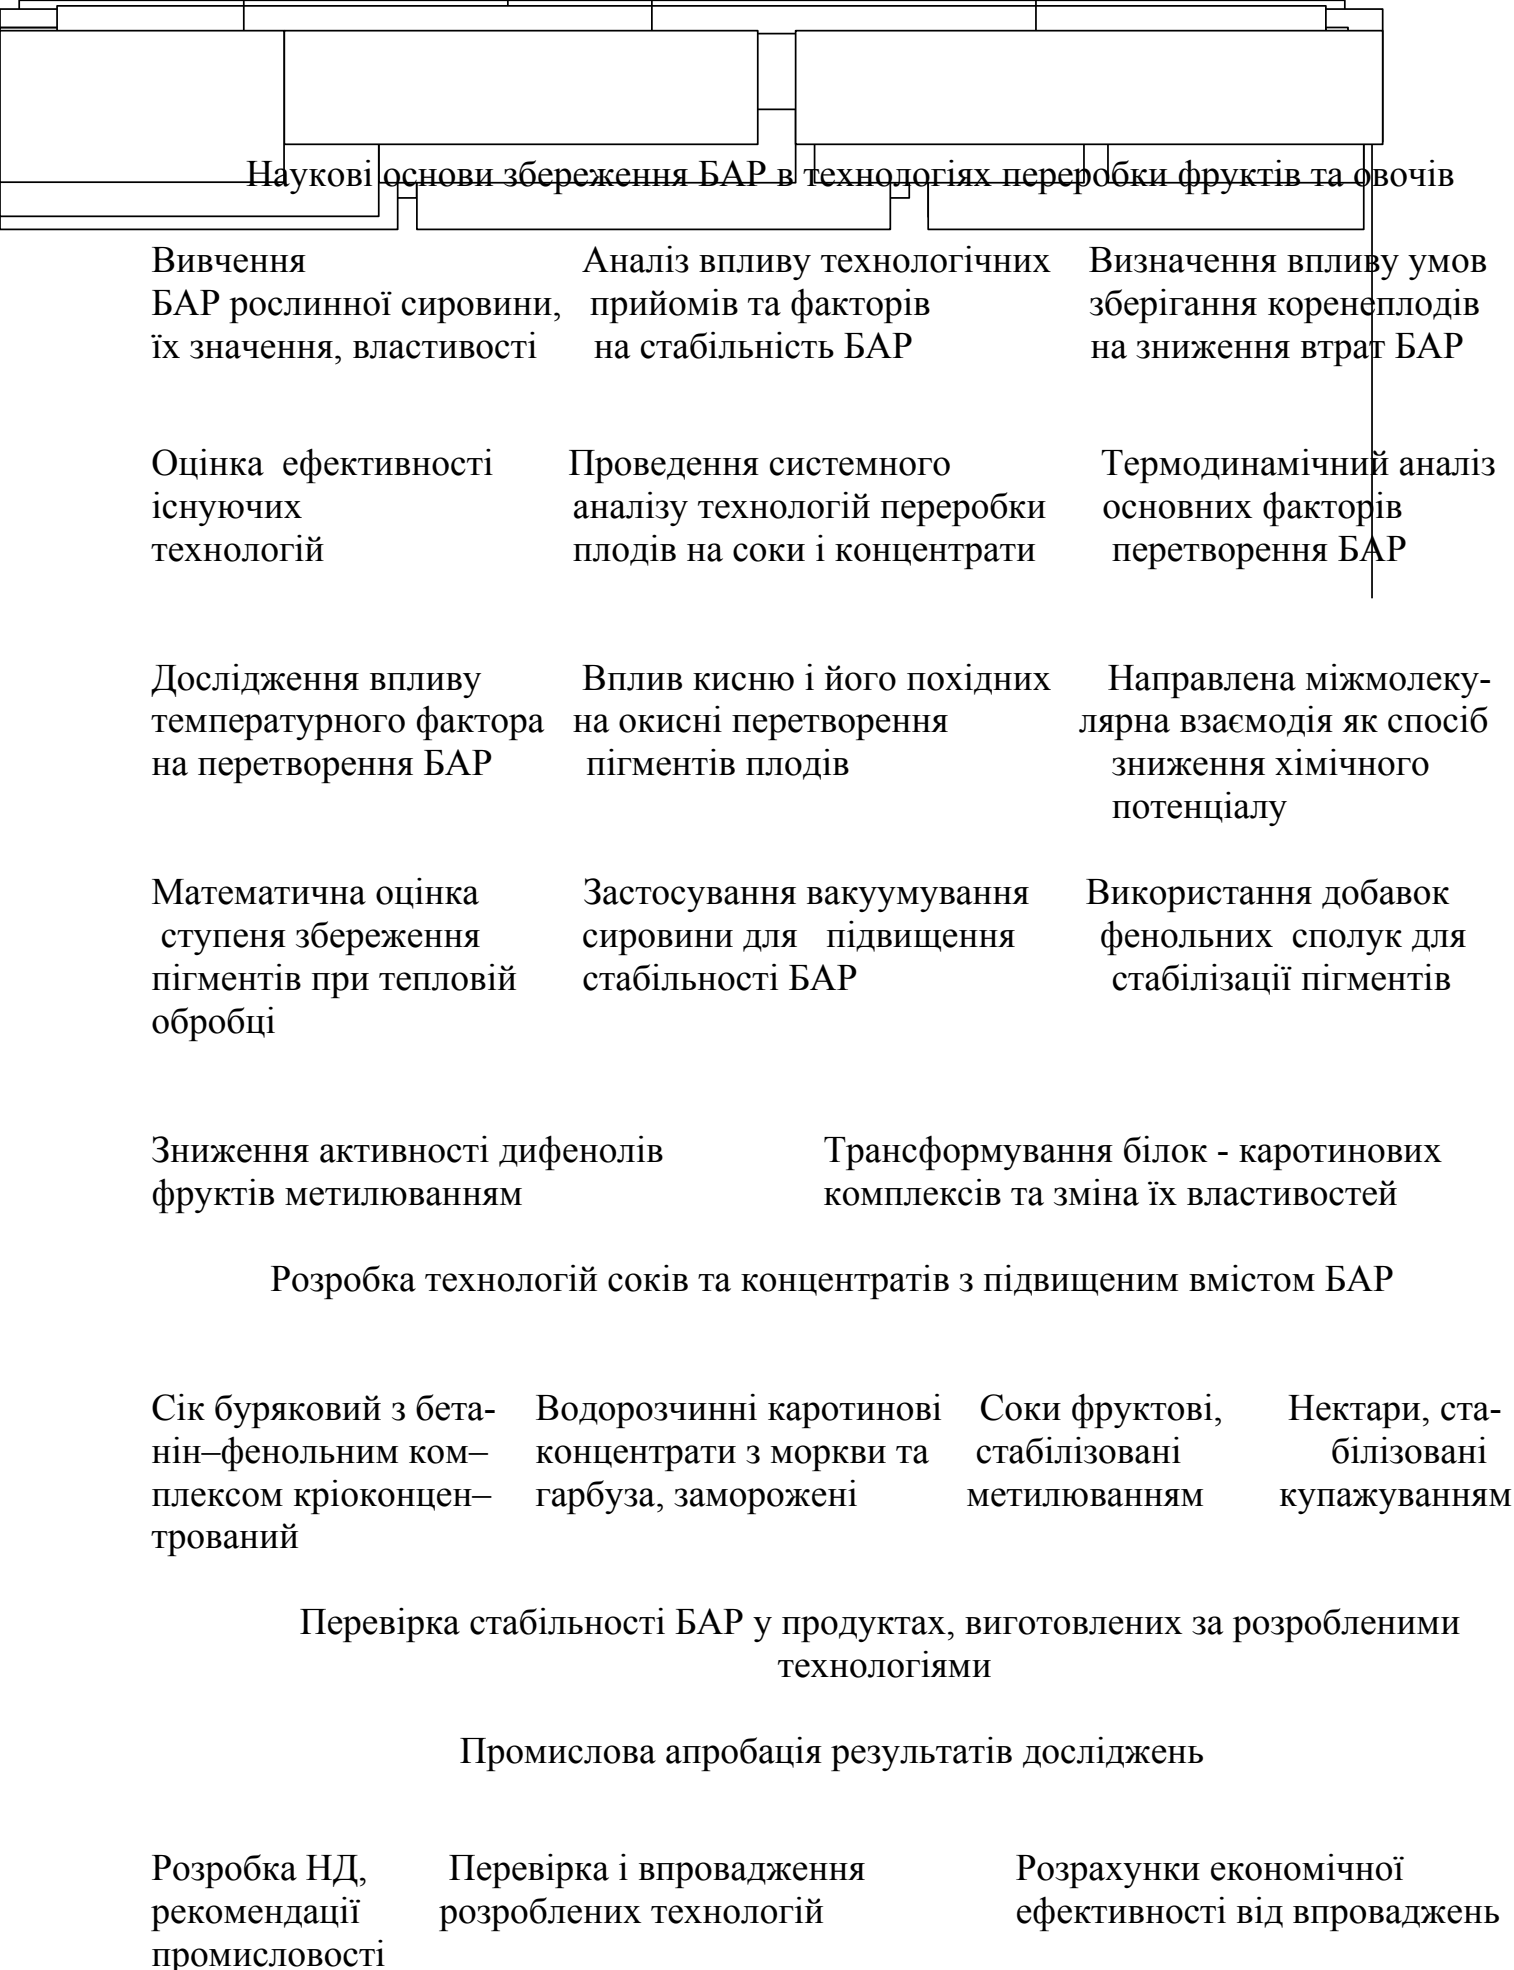 Наукові основи збереження БАР в технологіях переробки фруктів та овочів
Вивчення
БАР рослинної сировини,
їх значення, властивості
Аналіз впливу технологічних
прийомів та факторів
на стабільність БАР
Визначення впливу умов
зберігання коренеплодів
на зниження втрат БАР
Оцінка ефективності
існуючих
технологій
Проведення системного
аналізу технологій переробки
плодів на соки і концентрати
Термодинамічний аналіз
основних факторів
перетворення БАР
Дослідження впливу
температурного фактора
на перетворення БАР
Вплив кисню і його похідних
на окисні перетворення
пігментів плодів
Направлена міжмолеку-
лярна взаємодія як спосіб
зниження хімічного
потенціалу
Математична оцінка
ступеня збереження
пігментів при тепловій
обробці
Застосування вакуумування
сировини для підвищення
стабільності БАР
Використання добавок
фенольних сполук для
стабілізації пігментів
Зниження активності дифенолів
фруктів метилюванням
Трансформування білок - каротинових
комплексів та зміна їх властивостей
Розробка технологій соків та концентратів з підвищеним вмістом БАР
Сік буряковий з бета-
нін–фенольним ком–
плексом кріоконцен–
трований
Водорозчинні каротинові
концентрати з моркви та
гарбуза, заморожені
Соки фруктові,
стабілізовані
метилюванням
Нектари, ста-
білізовані
купажуванням
Перевірка стабільності БАР у продуктах, виготовлених за розробленими
технологіями
Промислова апробація результатів досліджень
Розробка НД,
рекомендації
промисловості
Перевірка і впровадження
розроблених технологій
Розрахунки економічної
ефективності від впроваджень